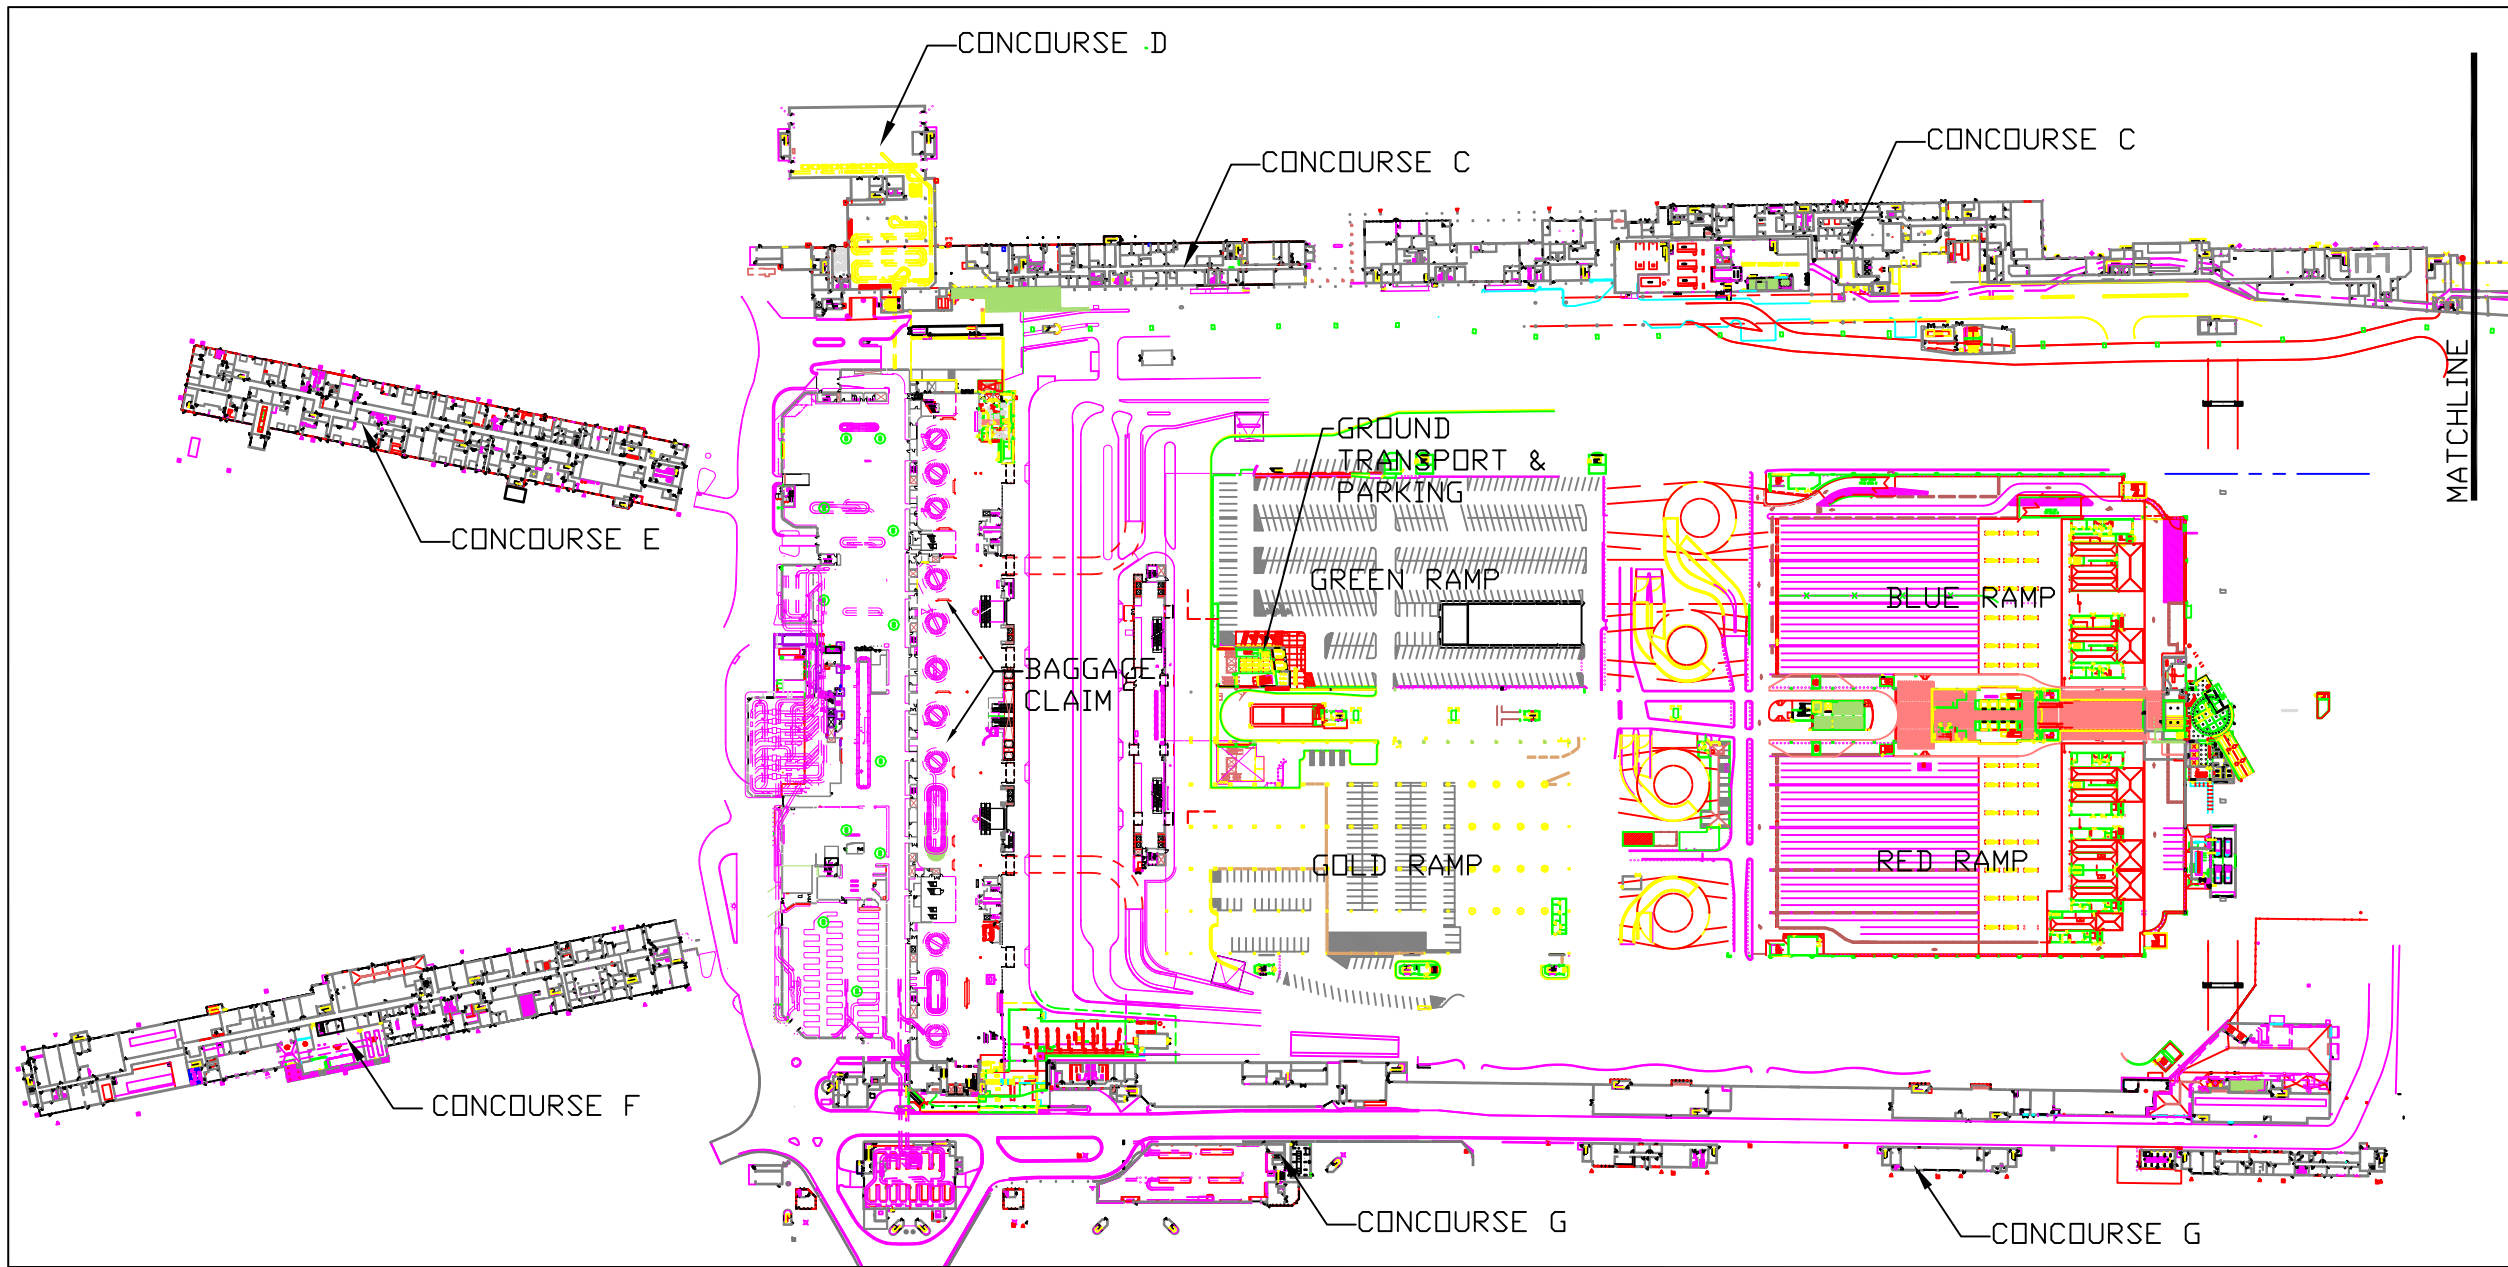 CONCOURSE D
CONCOURSE C
CONCOURSE C
MATCHLINE
GROUND
TRANSPORT &
PARKING
CONCOURSE E
GREEN RAMP
BLUE RAMP
BAGGAGE
CLAIM
GOLD RAMP
RED RAMP
CONCOURSE F
CONCOURSE G
CONCOURSE G